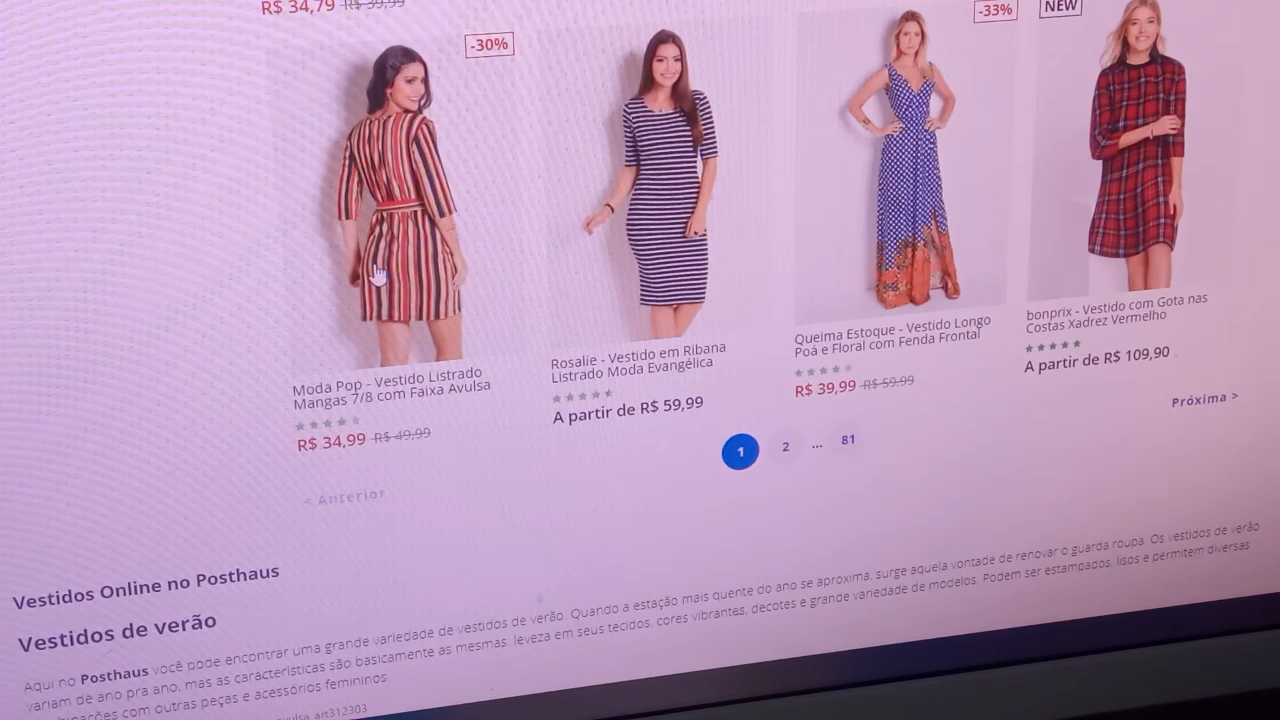 R$ 34,79 R$ 39,99
-30%
-33%
NEW
Moda Pop - Vestido Listrado
Mangas 7/8 com Faixa Avulsa
R$ 34,99 R$ 49,99
Rosalie - Vestido em Ribana
Listrado Moda Evangélica
A partir de R$ 59,99
Queima Estoque - Vestido Longo
Poá e Floral com Fenda Frontal
R$ 39,99 R$ 59,99
bonprix - Vestido com Gota nas
Costas Xadrez Vermelho
A partir de R$ 109,90
< Anterior
1 2 ... 81
Próxima >
Vestidos Online no Posthaus
Vestidos de verão
Aqui no Posthaus você pode encontrar uma grande variedade de vestidos de verão. Quando a estação mais quente do ano se aproxima, surge aquela vontade de renovar o guarda roupa. Os vestidos de verão
variam de ano pra ano, mas as características são basicamente as mesmas: leveza em seus tecidos, cores vibrantes, decotes e grande variedade de modelos. Podem ser estampados, lisos e permitem diversas
com outras peças e acessórios femininos.
art312303